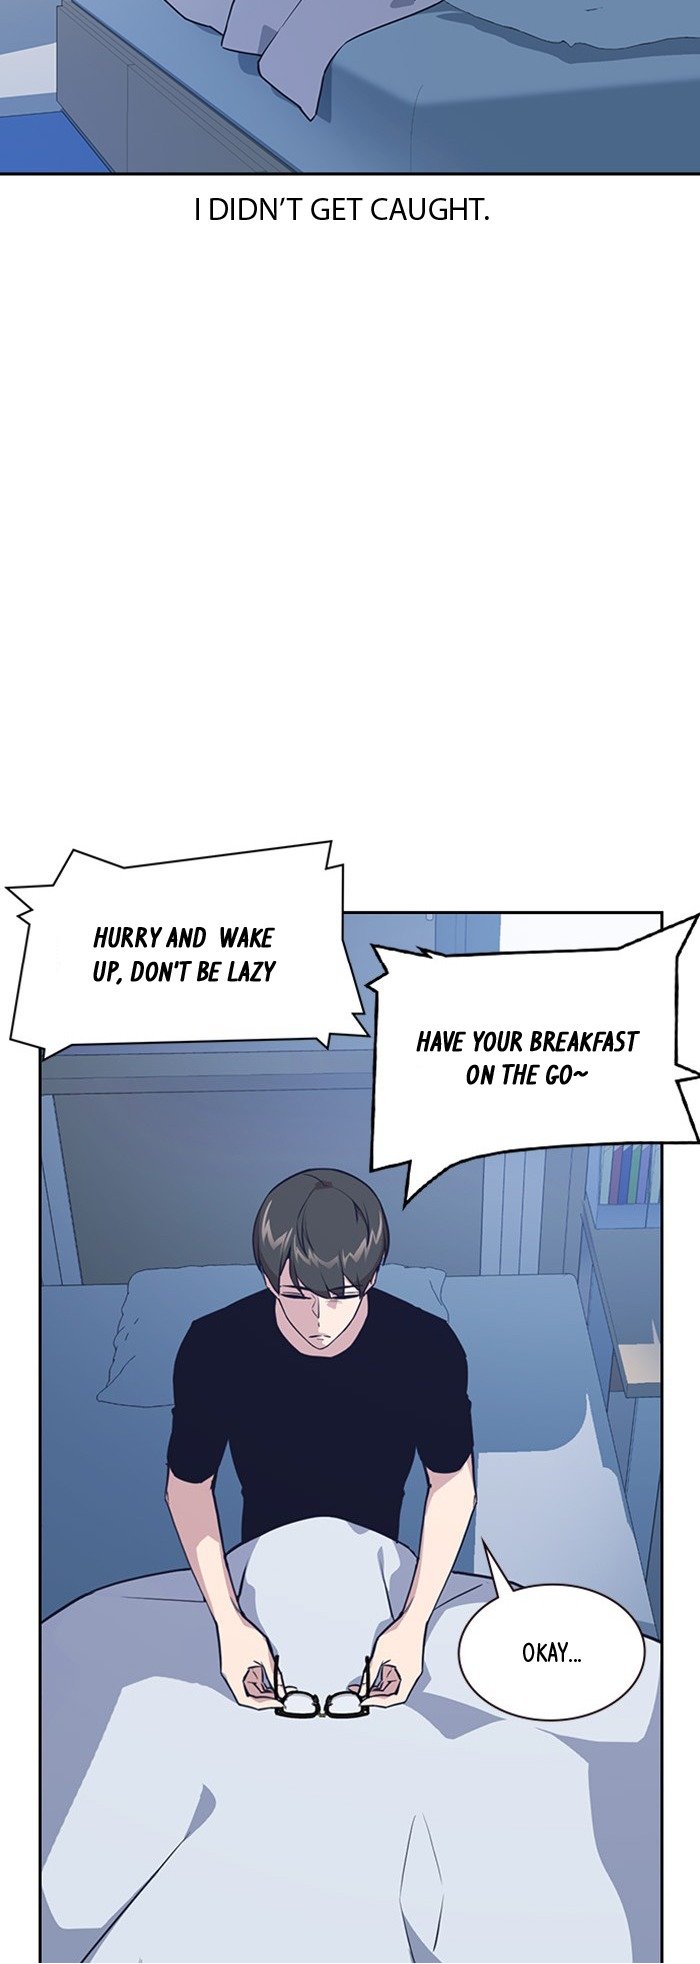 I DIDN'T GET CAUGHT.
HURRY AND WAKE
UP, DON'T BE LAZY
HAVE YOUR BREAKFAST
ON THE GO~
OKAY...